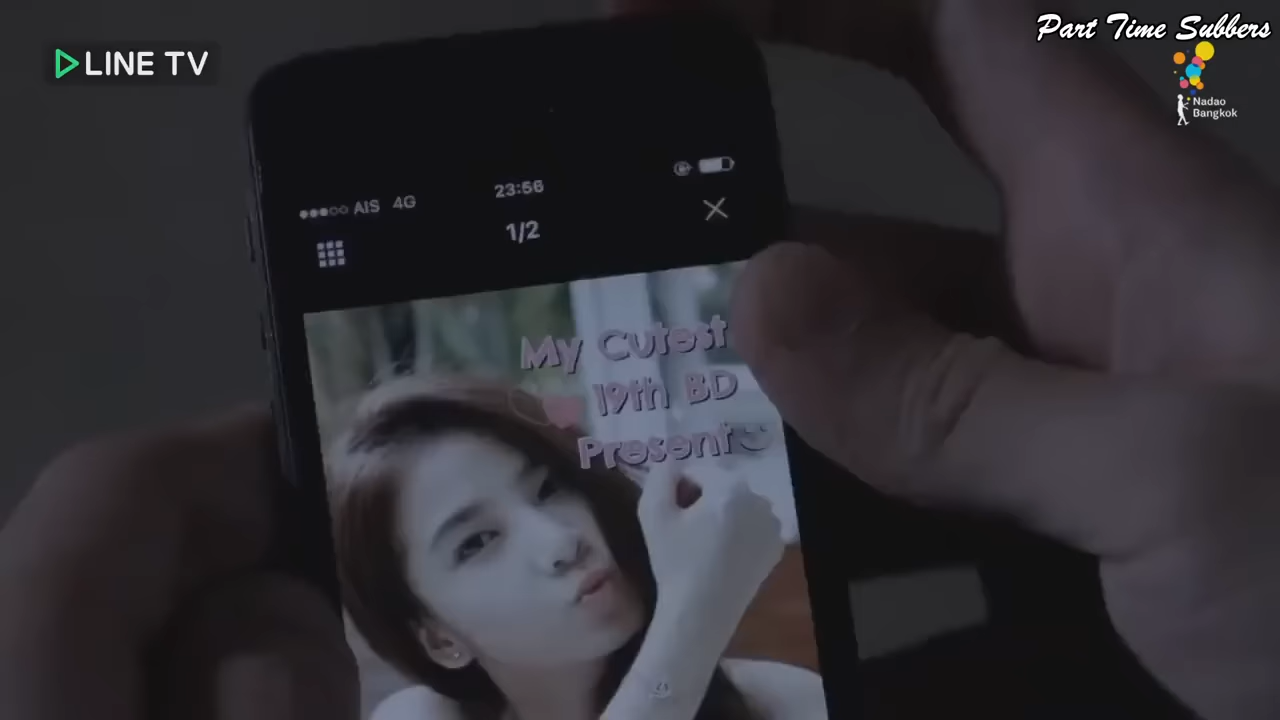 Part Time Subbers
LINE TV
Nadao
Bangkok
AIS 4G
23:56
1/2
My Cutest
19th BD
Present